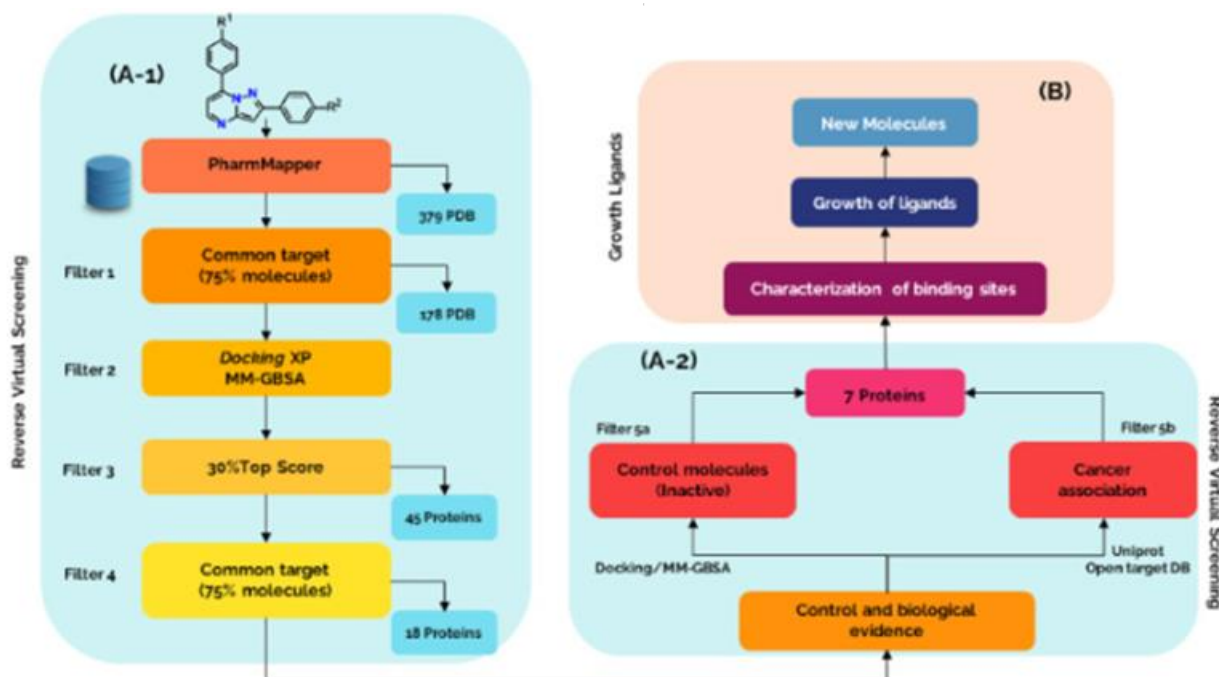 (A-1)
R¹
N
N
N
R²
PharmMapper
379 PDB
Reverse Virtual Screening
Filter 1
Common target
(75% molecules)
178 PDB
Filter 2
Docking XP
MM-GBSA
Filter 3
30%Top Score
45 Proteins
Filter 4
Common target
(75% molecules)
18 Proteins
(B)
Growth Ligands
New Molecules
Growth of ligands
Characterization of binding sites
(A-2)
7 Proteins
Filter 5a
Filter 5b
Control molecules
(Inactive)
Cancer
association
Docking/MM-GBSA
Uniprot
Open target DB
Control and biological
evidence
Reverse Virtual Screening